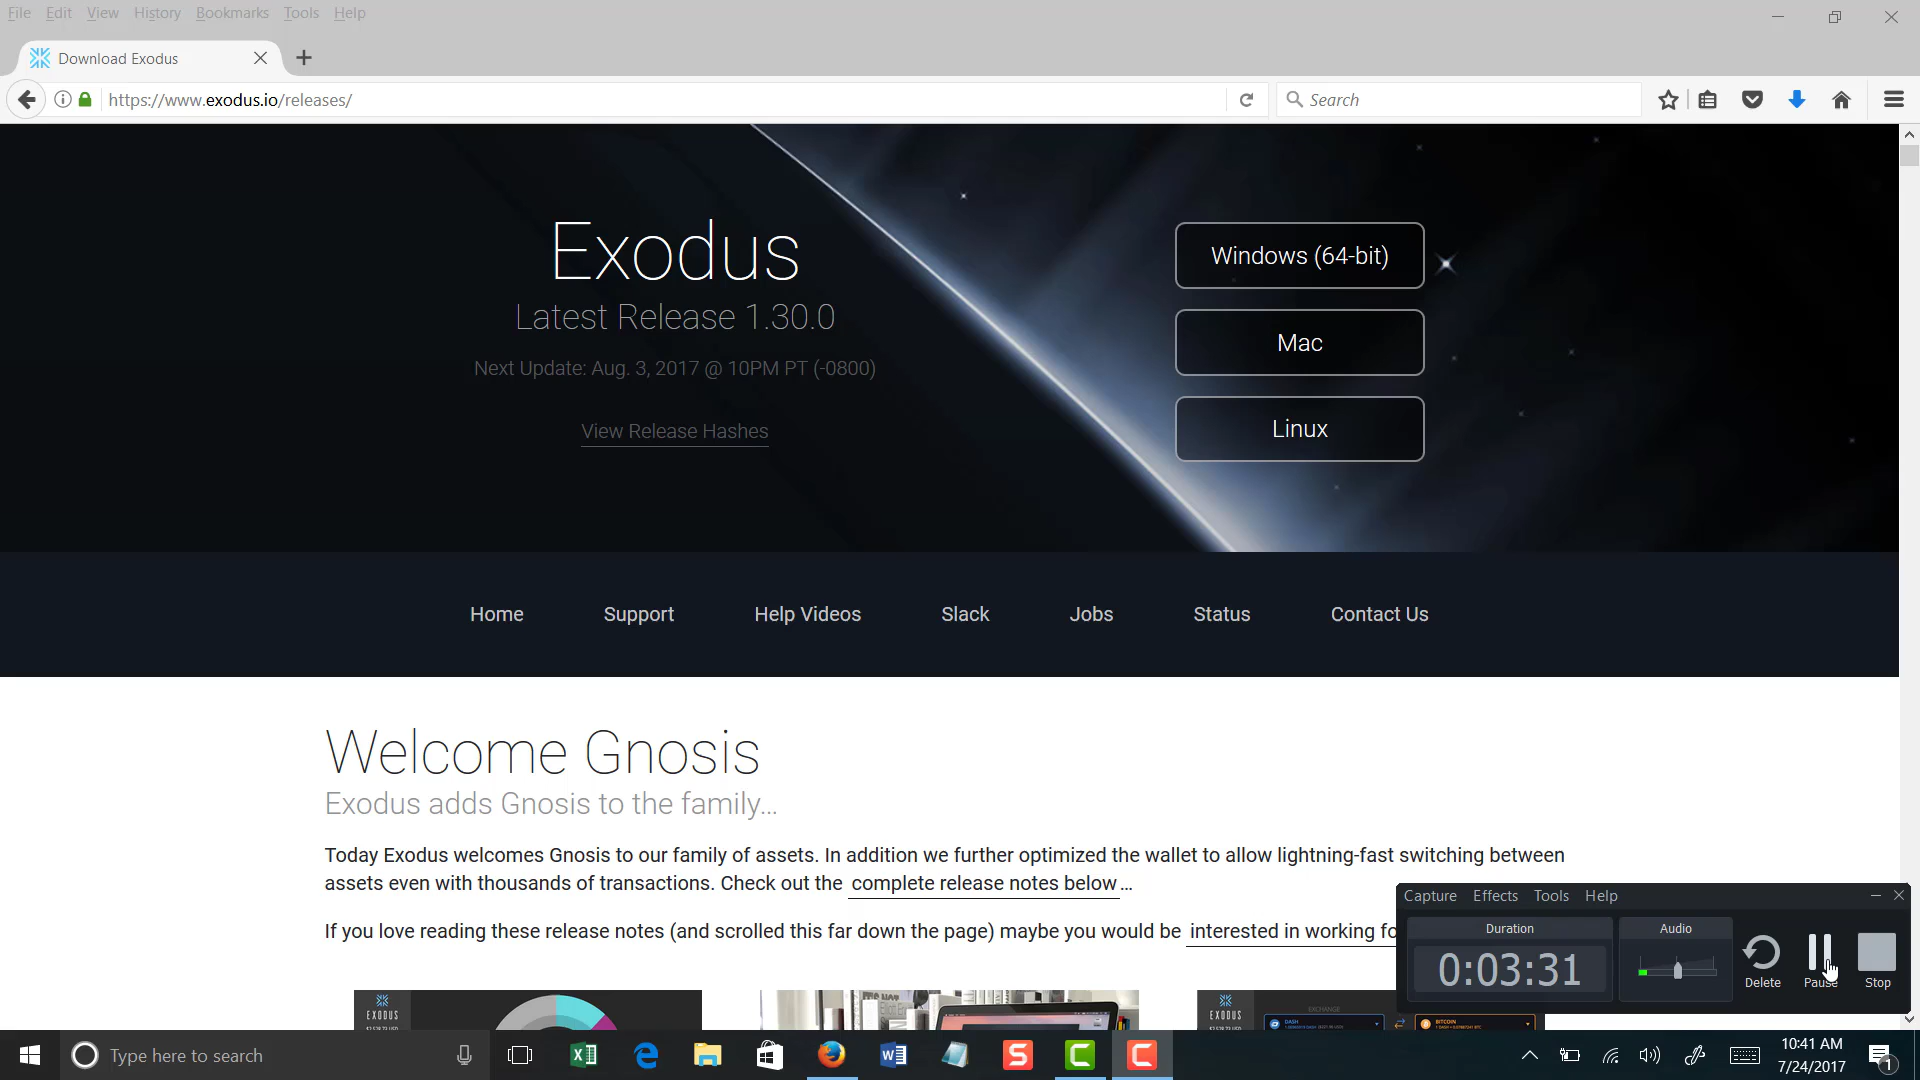 File Edit View History Bookmarks Tools Help
Download Exodus
https://www.exodus.io/releases/
Search
Exodus
Latest Release 1.30.0
Next Update: Aug. 3, 2017 @ 10PM PT (-0800)
View Release Hashes
Windows (64-bit)
Mac
Linux
Home Support Help Videos Slack Jobs Status Contact Us
Welcome Gnosis
Exodus adds Gnosis to the family...
Today Exodus welcomes Gnosis to our family of assets. In addition we further optimized the wallet to allow lightning-fast switching between
assets even with thousands of transactions. Check out the complete release notes below...
If you love reading these release notes (and scrolled this far down the page) maybe you would be interested in working fo
EXODUS
EXODUS
EXCHANGE
DASH
BITCOIN
Capture Effects Tools Help
Duration
Audio
0:03:31
Delete
Pause
Stop
Type here to search
10:41 AM
7/24/2017
1